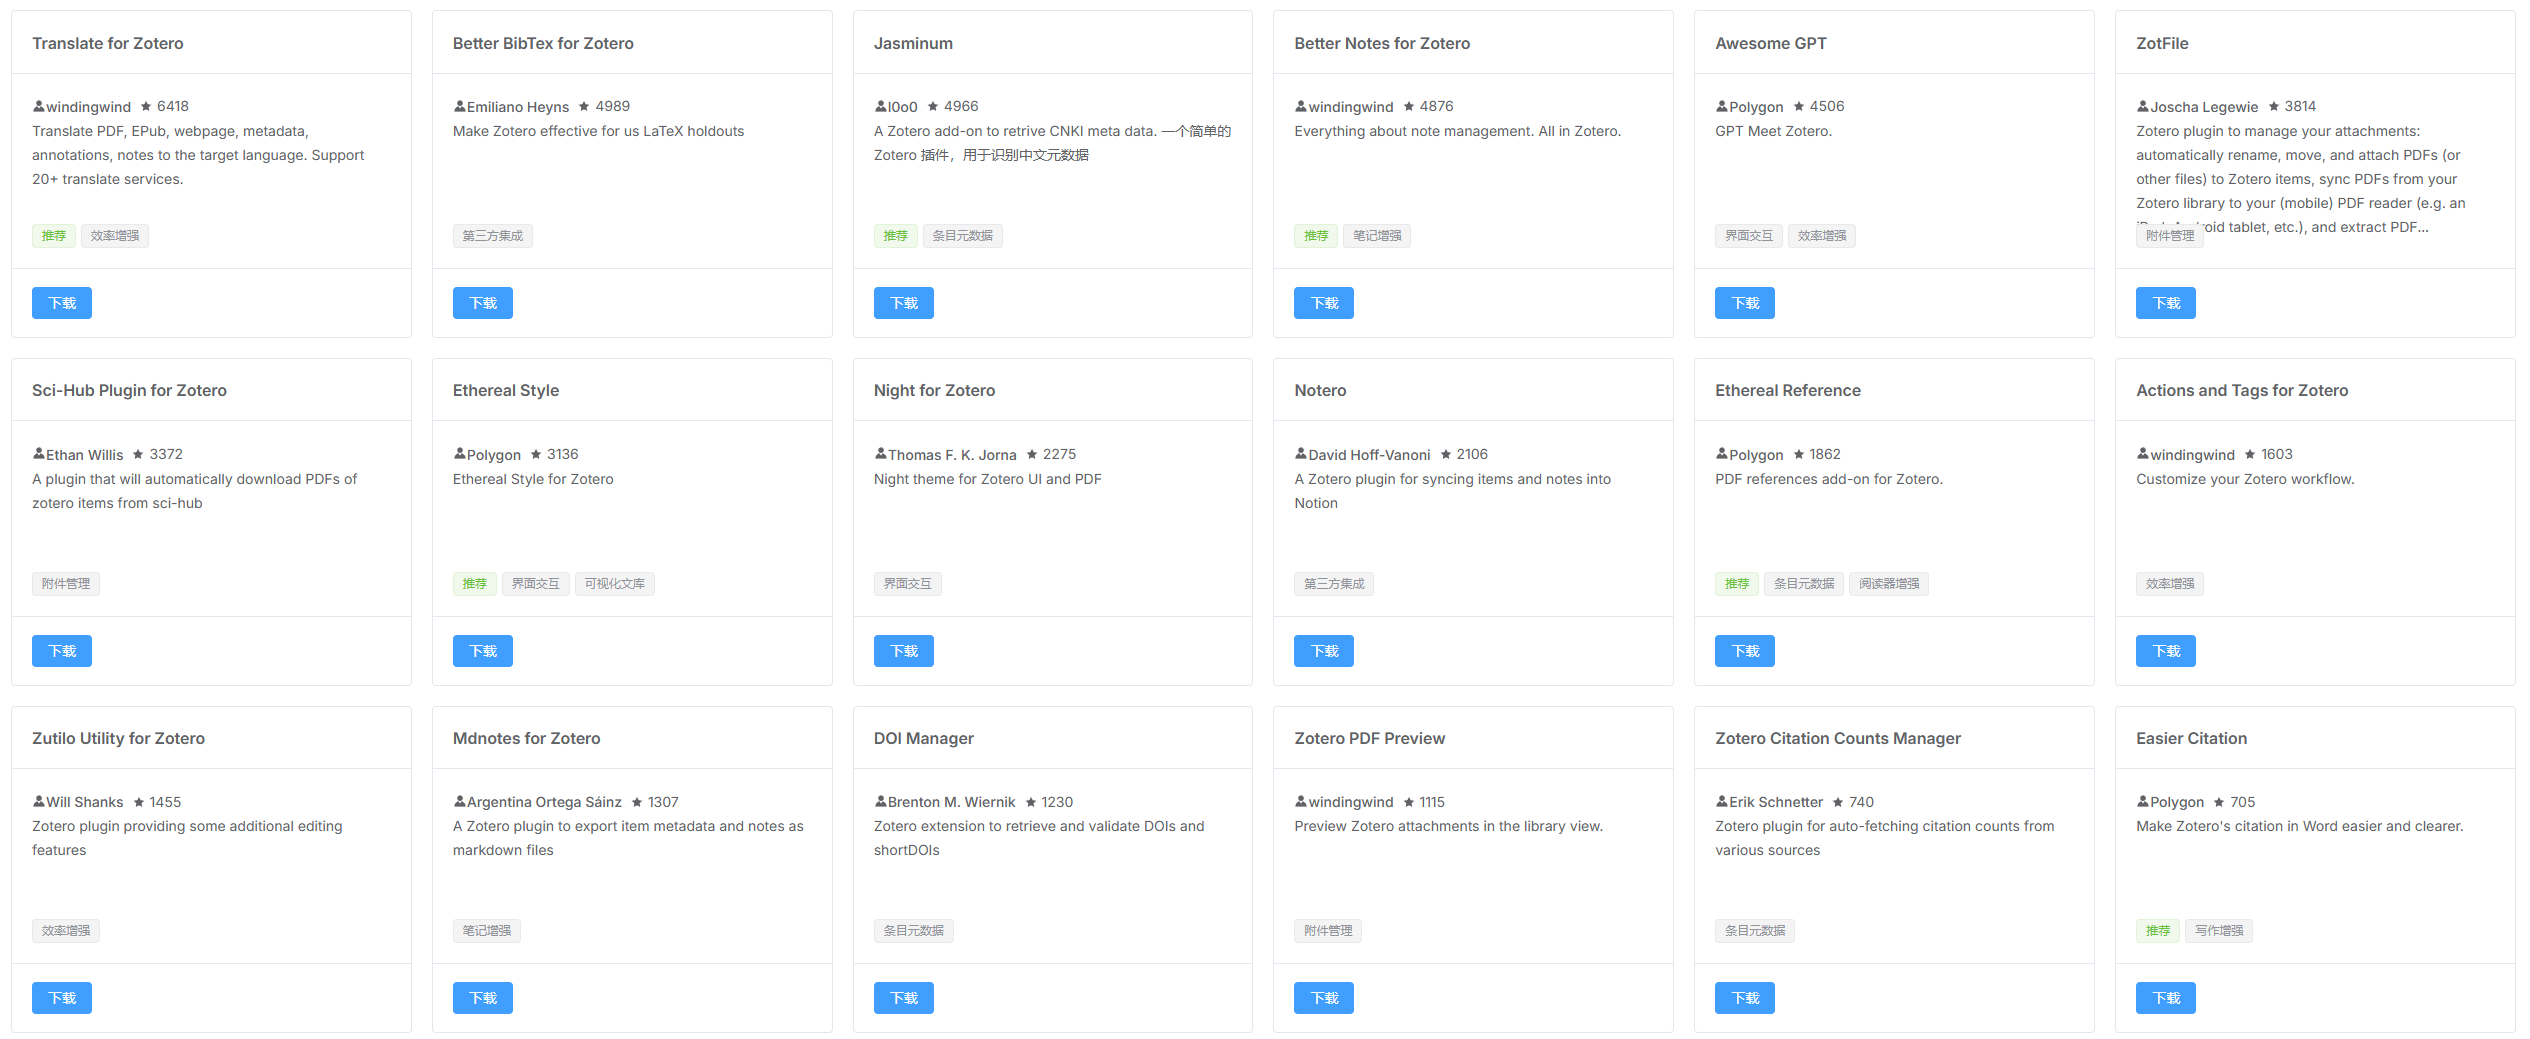 Translate for Zotero
windingwind ★ 6418
Translate PDF, EPub, webpage, metadata,
annotations, notes to the target language. Support
20+ translate services.
推荐 效率增强
下载
Better BibTex for Zotero
Emiliano Heyns ★ 4989
Make Zotero effective for us LaTeX holdouts
第三方集成
下载
Jasminum
l0o0 ★ 4966
A Zotero add-on to retrive CNKI meta data. 一个简单的
Zotero 插件，用于识别中文元数据
推荐 条目元数据
下载
Better Notes for Zotero
windingwind ★ 4876
Everything about note management. All in Zotero.
推荐 笔记增强
下载
Awesome GPT
Polygon ★ 4506
GPT Meet Zotero.
界面交互 效率增强
下载
ZotFile
Joscha Legewie ★ 3814
Zotero plugin to manage your attachments:
automatically rename, move, and attach PDFs (or
other files) to Zotero items, sync PDFs from your
Zotero library to your (mobile) PDF reader (e.g. an
tablet, etc.), and extract PDF...
附件管理
下载
Sci-Hub Plugin for Zotero
Ethan Willis ★ 3372
A plugin that will automatically download PDFs of
zotero items from sci-hub
附件管理
下载
Ethereal Style
Polygon ★ 3136
Ethereal Style for Zotero
推荐 界面交互 可视化文库
下载
Night for Zotero
Thomas F. K. Jorna ★ 2275
Night theme for Zotero UI and PDF
界面交互
下载
Notero
David Hoff-Vanoni ★ 2106
A Zotero plugin for syncing items and notes into
Notion
第三方集成
下载
Ethereal Reference
Polygon ★ 1862
PDF references add-on for Zotero.
推荐 条目元数据 阅读器增强
下载
Actions and Tags for Zotero
windingwind ★ 1603
Customize your Zotero workflow.
效率增强
下载
Zutilo Utility for Zotero
Will Shanks ★ 1455
Zotero plugin providing some additional editing
features
效率增强
下载
Mdnotes for Zotero
Argentina Ortega Sáinz ★ 1307
A Zotero plugin to export item metadata and notes as
markdown files
笔记增强
下载
DOI Manager
Brenton M. Wiernik ★ 1230
Zotero extension to retrieve and validate DOIs and
shortDOIs
条目元数据
下载
Zotero PDF Preview
windingwind ★ 1115
Preview Zotero attachments in the library view.
附件管理
下载
Zotero Citation Counts Manager
Erik Schnetter ★ 740
Zotero plugin for auto-fetching citation counts from
various sources
条目元数据
下载
Easier Citation
Polygon ★ 705
Make Zotero's citation in Word easier and clearer.
推荐 写作增强
下载